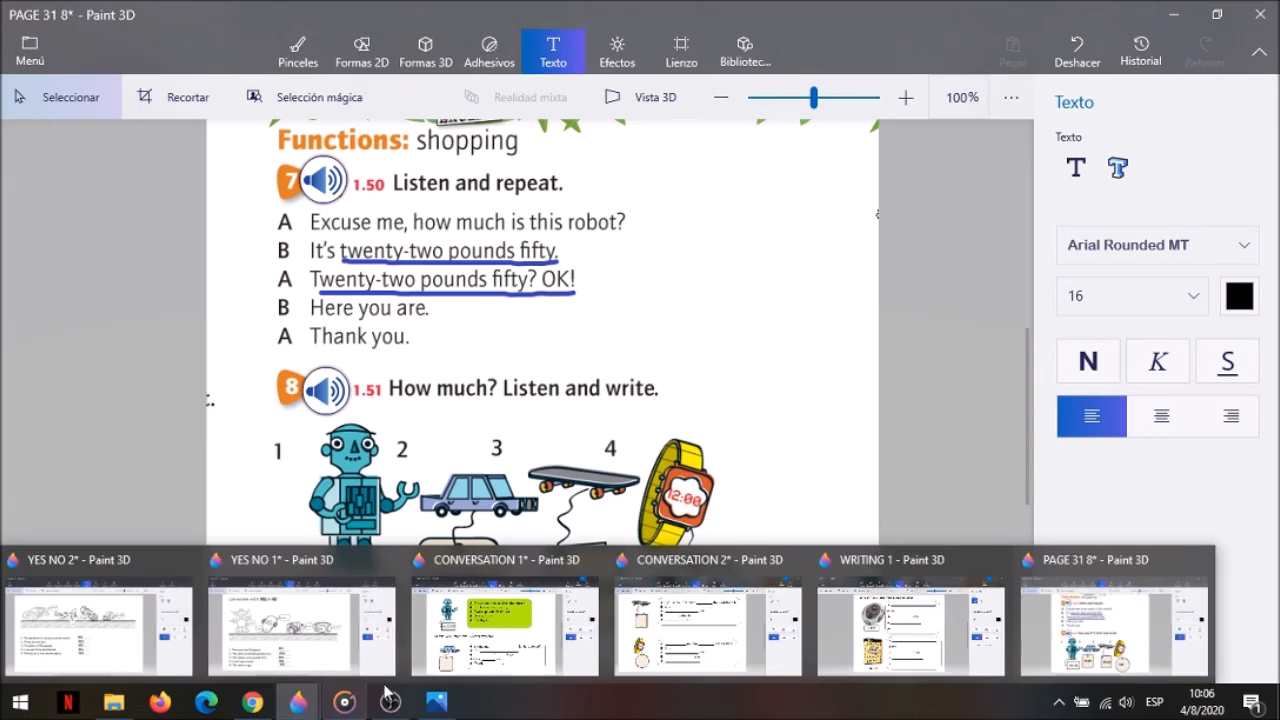 PAGE 31 8* - Paint 3D
Menú
Pinceles
Formas 2D
Formas 3D
Adhesivos
Texto
Efectos
Lienzo
Bibliotec...
Pegar
Deshacer
Historial
Rehacer
Seleccionar
Recortar
Selección mágica
Realidad mixta
Vista 3D
100%
Texto
Texto
Arial Rounded MT
16
N K S
Functions: shopping
7 1.50 Listen and repeat.
A Excuse me, how much is this robot?
B It's twenty-two pounds fifty.
A Twenty-two pounds fifty? OK!
B Here you are.
A Thank you.
t.
8 1.51 How much? Listen and write.
1 2 3 4
12:00
YES NO 2* - Paint 3D
YES NO 1* - Paint 3D
CONVERSATION 1* - Paint 3D
CONVERSATION 2* - Paint 3D
WRITING 1 - Paint 3D
PAGE 31 8* - Paint 3D
ESP
10:06
4/8/2020
1